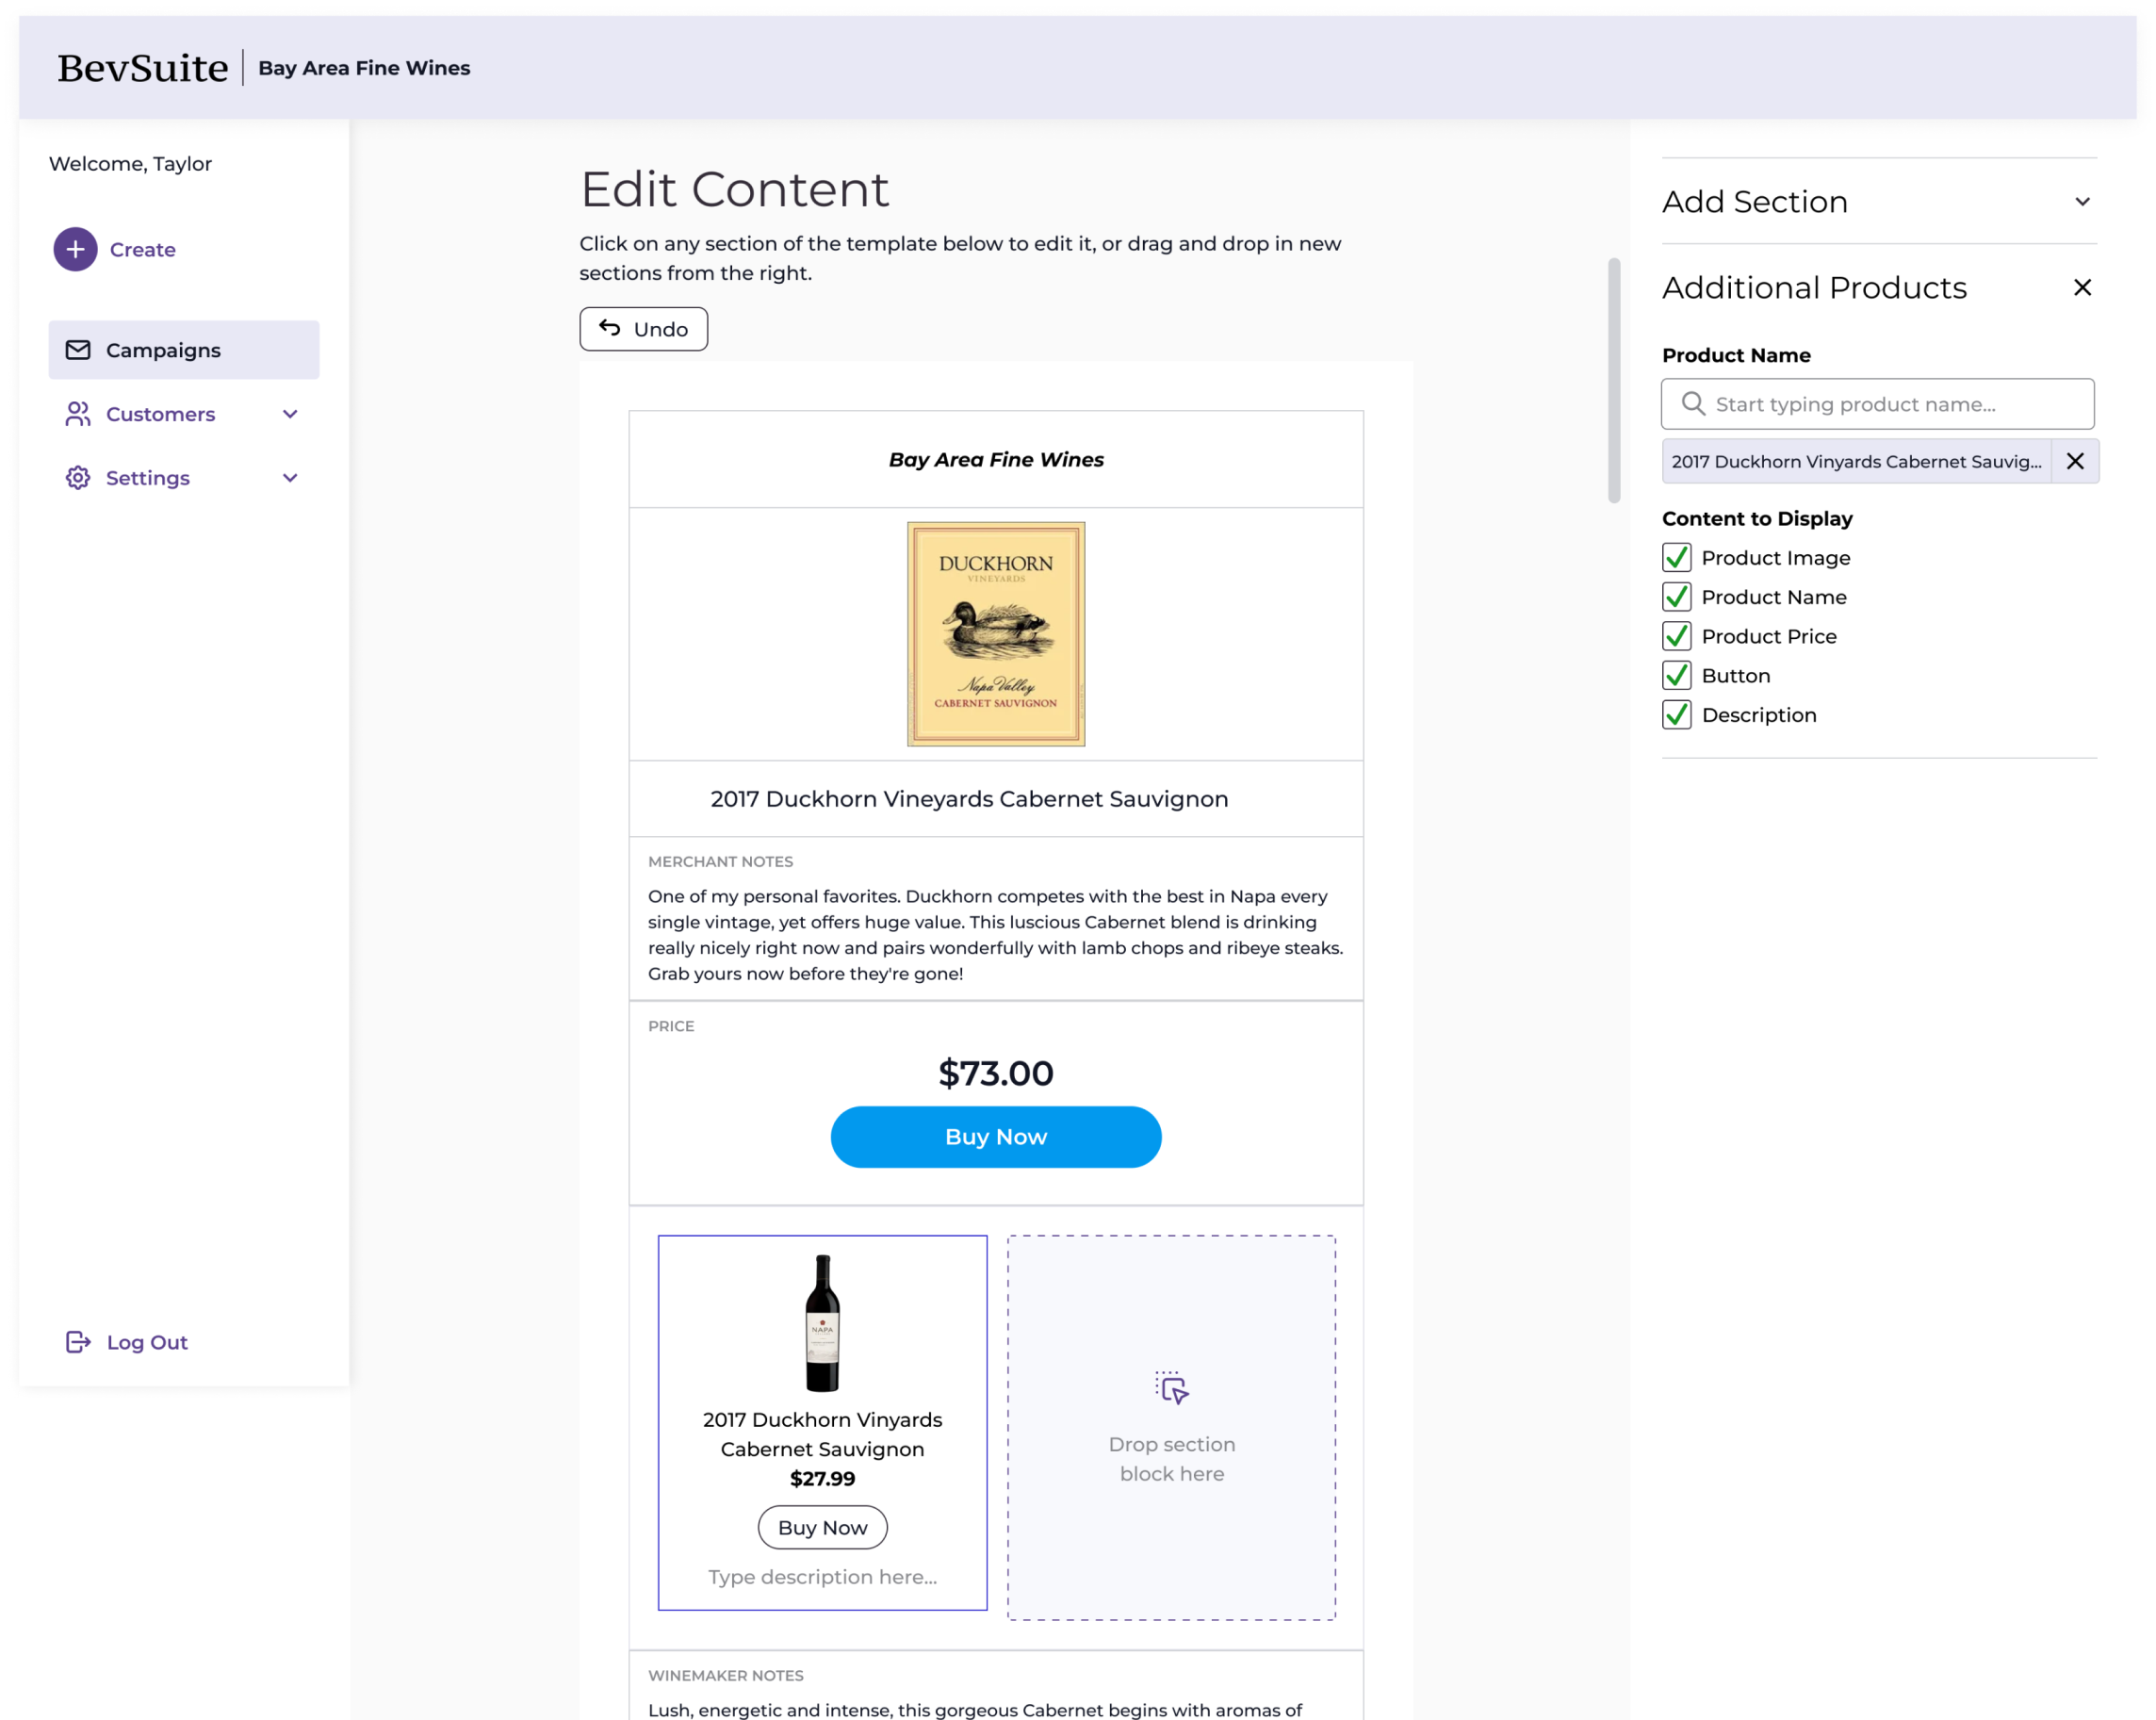 BevSuite
Bay Area Fine Wines
Welcome, Taylor
Create
Campaigns
Customers
Settings
Log Out
Edit Content
Click on any section of the template below to edit it, or drag and drop in new
sections from the right.
Undo
Bay Area Fine Wines
DUCKHORN
VINEYARDS
Napa Valley
CABERNET SAUVIGNON
2017 Duckhorn Vineyards Cabernet Sauvignon
MERCHANT NOTES
One of my personal favorites. Duckhorn competes with the best in Napa every
single vintage, yet offers huge value. This luscious Cabernet blend is drinking
really nicely right now and pairs wonderfully with lamb chops and ribeye steaks.
Grab yours now before they're gone!
PRICE
$73.00
Buy Now
NAPA
2017 Duckhorn Vinyards
Cabernet Sauvignon
$27.99
Buy Now
Type description here...
Drop section
block here
WINEMAKER NOTES
Lush, energetic and intense, this gorgeous Cabernet begins with aromas of
Add Section
Additional Products
Product Name
Start typing product name...
2017 Duckhorn Vinyards Cabernet Sauvig...
Content to Display
Product Image
Product Name
Product Price
Button
Description